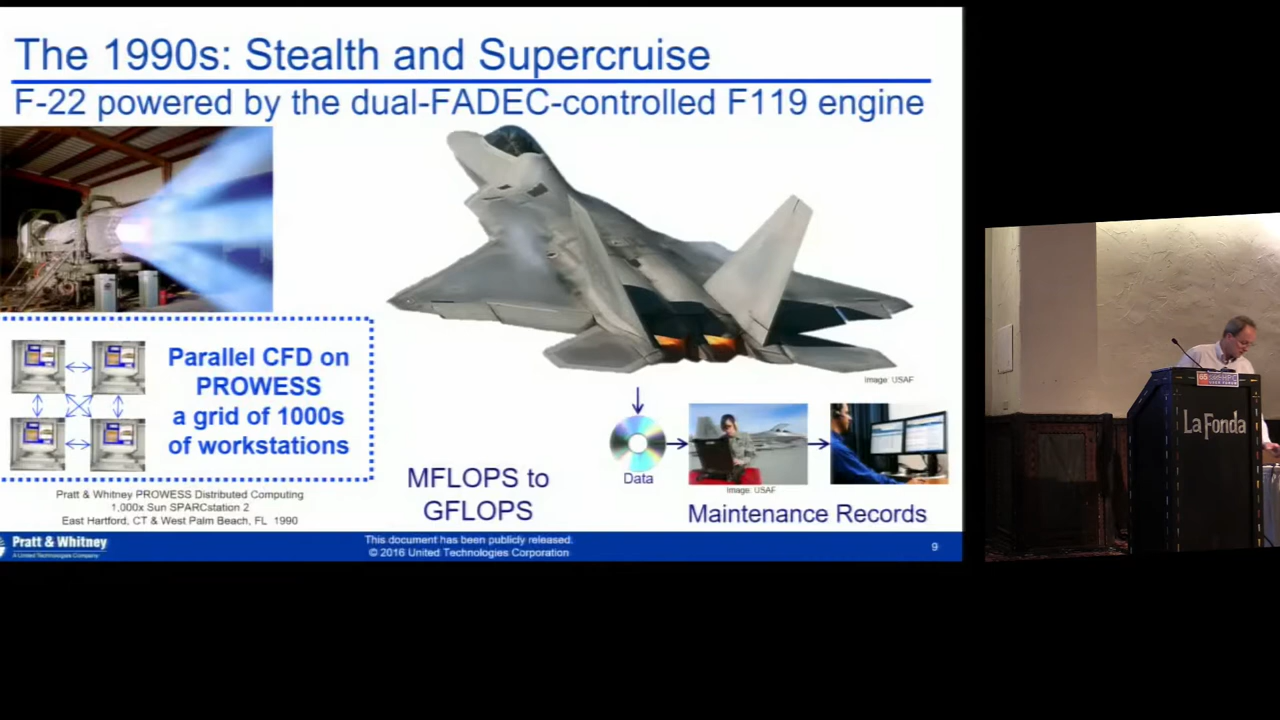 The 1990s: Stealth and Supercruise
F-22 powered by the dual-FADEC-controlled F119 engine
Image: USAF
Parallel CFD on
PROWESS
a grid of 1000s
of workstations
Pratt & Whitney PROWESS Distributed Computing
1,000x Sun SPARCstation 2
East Hartford, CT & West Palm Beach, FL 1990
MFLOPS to
GFLOPS
Data
Image: USAF
Maintenance Records
Pratt & Whitney
A United Technologies Company
This document has been publicly released.
© 2016 United Technologies Corporation
9
La Fonda